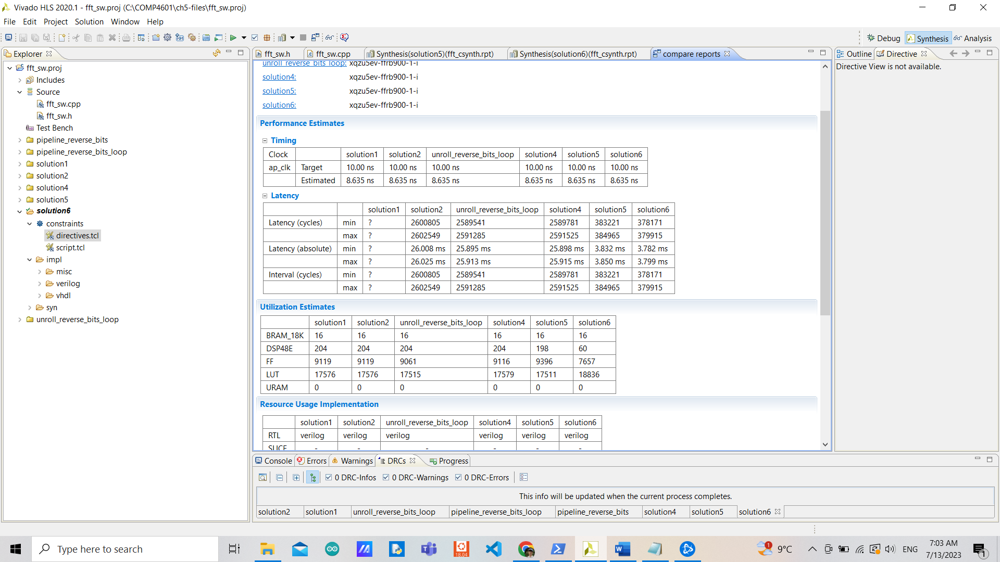 Vivado HLS 2020.1 - fft_sw.proj (C:\COMP4601\ch5-files\fft_sw.proj)
File Edit Project Solution Window Help
Debug Synthesis Analysis
Explorer
fft_sw.proj
Includes
Source
fft_sw.cpp
fft_sw.h
Test Bench
pipeline_reverse_bits
pipeline_reverse_bits_loop
solution1
solution2
solution4
solution5
solution6
constraints
directives.tcl
script.tcl
impl
misc
verilog
vhdl
syn
unroll_reverse_bits_loop
fft_sw.h fft_sw.cpp Synthesis(solution5)(fft_csynth.rpt) Synthesis(solution6)(fft_csynth.rpt) compare reports
unroll_reverse_bits_loop: xqzu5ev-ffrb900-1-i
solution4: xqzu5ev-ffrb900-1-i
solution5: xqzu5ev-ffrb900-1-i
solution6: xqzu5ev-ffrb900-1-i
Performance Estimates
Timing
Clock solution1 solution2 unroll_reverse_bits_loop solution4 solution5 solution6
ap_clk Target 10.00 ns 10.00 ns 10.00 ns 10.00 ns 10.00 ns 10.00 ns
Estimated 8.635 ns 8.635 ns 8.635 ns 8.635 ns 8.635 ns 8.635 ns
Latency
solution1 solution2 unroll_reverse_bits_loop solution4 solution5 solution6
Latency (cycles) min ? 2600805 2589541 2589781 383221 378171
max ? 2602549 2591285 2591525 384965 379915
Latency (absolute) min ? 26.008 ms 25.895 ms 25.898 ms 3.832 ms 3.782 ms
max ? 26.025 ms 25.913 ms 25.915 ms 3.850 ms 3.799 ms
Interval (cycles) min ? 2600805 2589541 2589781 383221 378171
max ? 2602549 2591285 2591525 384965 379915
Utilization Estimates
solution1 solution2 unroll_reverse_bits_loop solution4 solution5 solution6
BRAM_18K 16 16 16 16 16 16
DSP48E 204 204 204 204 198 60
FF 9119 9119 9061 9116 9396 7657
LUT 17576 17576 17515 17579 17511 18836
URAM 0 0 0 0 0 0
Resource Usage Implementation
solution1 solution2 unroll_reverse_bits_loop solution4 solution5 solution6
RTL verilog verilog verilog verilog verilog verilog
SLICE - - - - - -
Outline Directive
Directive View is not available.
Console Errors Warnings DRCs Progress
0 DRC-Infos 0 DRC-Warnings 0 DRC-Errors
This info will be updated when the current process completes.
solution2 solution1 unroll_reverse_bits_loop pipeline_reverse_bits_loop pipeline_reverse_bits solution4 solution5 solution6
Type here to search
18.04
1
9°C
ENG
7:03 AM
7/13/2023
1